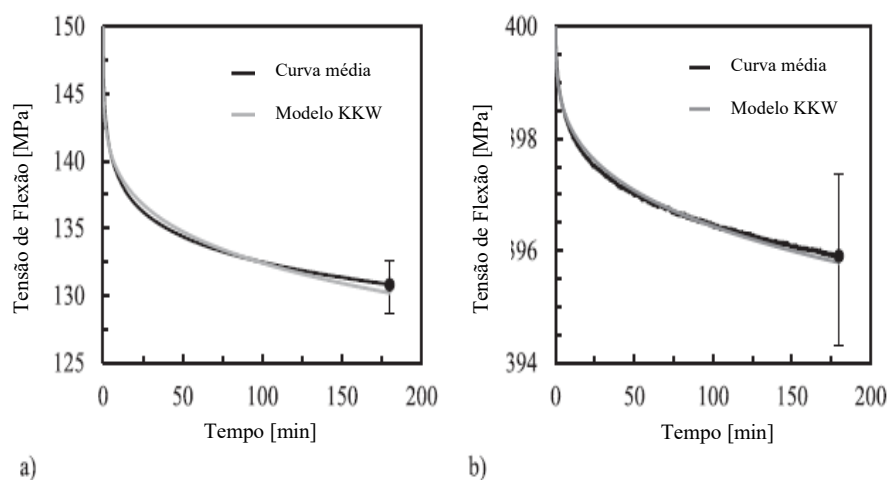 150
145
140
135
130
125
Tensão de Flexão [MPa]
Curva média
Modelo KKW
0 50 100 150 200
Tempo [min]
a)
400
398
396
394
Tensão de Flexão [MPa]
Curva média
Modelo KKW
0 50 100 150 200
Tempo [min]
b)